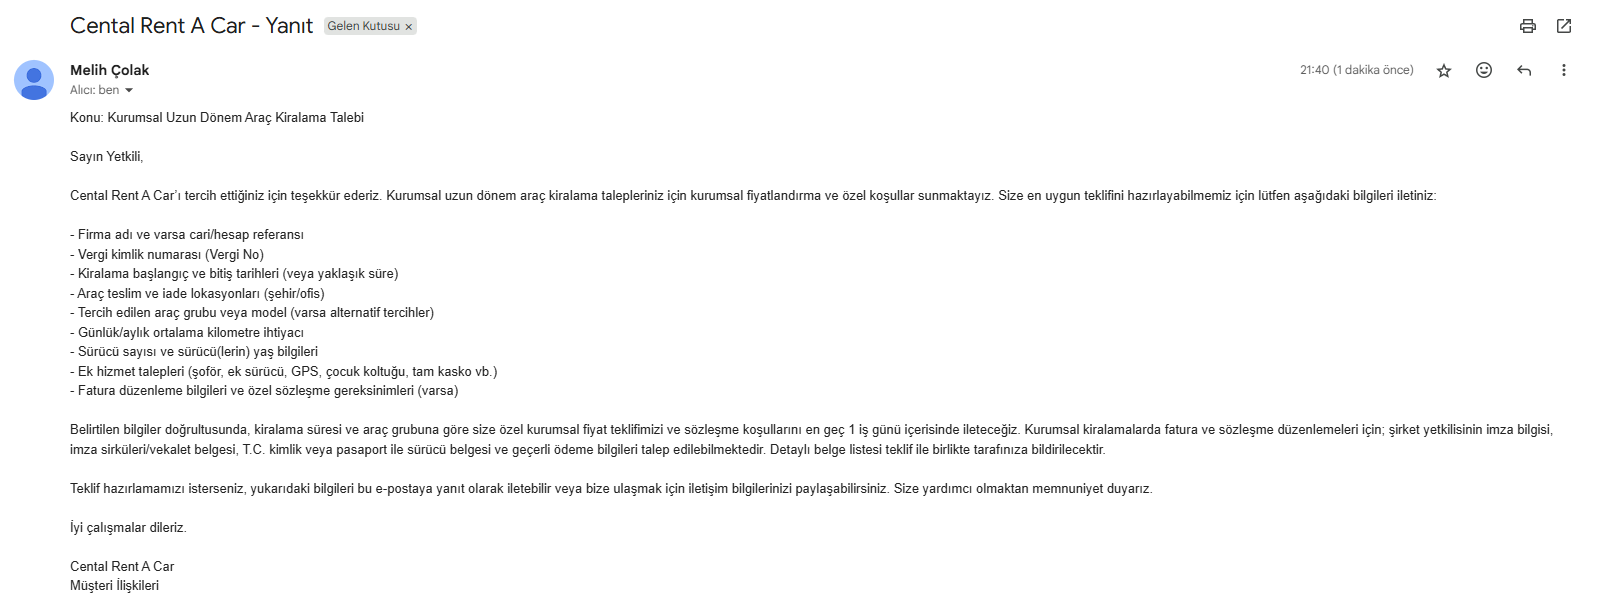 Cental Rent A Car - Yanıt Gelen Kutusu ×
Melih Çolak 21:40 (1 dakika önce)
Alıcı: ben
Konu: Kurumsal Uzun Dönem Araç Kiralama Talebi
Sayın Yetkili,
Cental Rent A Car’ı tercih ettiğiniz için teşekkür ederiz. Kurumsal uzun dönem araç kiralama talepleriniz için kurumsal fiyatlandırma ve özel koşullar sunmaktayız. Size en uygun teklifini hazırlayabilmemiz için lütfen aşağıdaki bilgileri iletiniz:
- Firma adı ve varsa cari/hesap referansı
- Vergi kimlik numarası (Vergi No)
- Kiralama başlangıç ve bitiş tarihleri (veya yaklaşık süre)
- Araç teslim ve iade lokasyonları (şehir/ofis)
- Tercih edilen araç grubu veya model (varsa alternatif tercihler)
- Günlük/aylık ortalama kilometre ihtiyacı
- Sürücü sayısı ve sürücü(lerin) yaş bilgileri
- Ek hizmet talepleri (şoför, ek sürücü, GPS, çocuk koltuğu, tam kasko vb.)
- Fatura düzenleme bilgileri ve özel sözleşme gereksinimleri (varsa)
Belirtilen bilgiler doğrultusunda, kiralama süresi ve araç grubuna göre size özel kurumsal fiyat teklifimizi ve sözleşme koşullarını en geç 1 iş günü içerisinde ileteceğiz. Kurumsal kiralamalarda fatura ve sözleşme düzenlemeleri için; şirket yetkilisinin imza bilgisi,
imza sirküleri/vekalet belgesi, T.C. kimlik veya pasaport ile sürücü belgesi ve geçerli ödeme bilgileri talep edilebilmektedir. Detaylı belge listesi teklif ile birlikte tarafınıza bildirilecektir.
Teklif hazırlamamızı isterseniz, yukarıdaki bilgileri bu e-postaya yanıt olarak iletebilir veya bize ulaşmak için iletişim bilgilerinizi paylaşabilirsiniz. Size yardımcı olmaktan memnuniyet duyarız.
İyi çalışmalar dileriz.
Cental Rent A Car
Müşteri İlişkileri